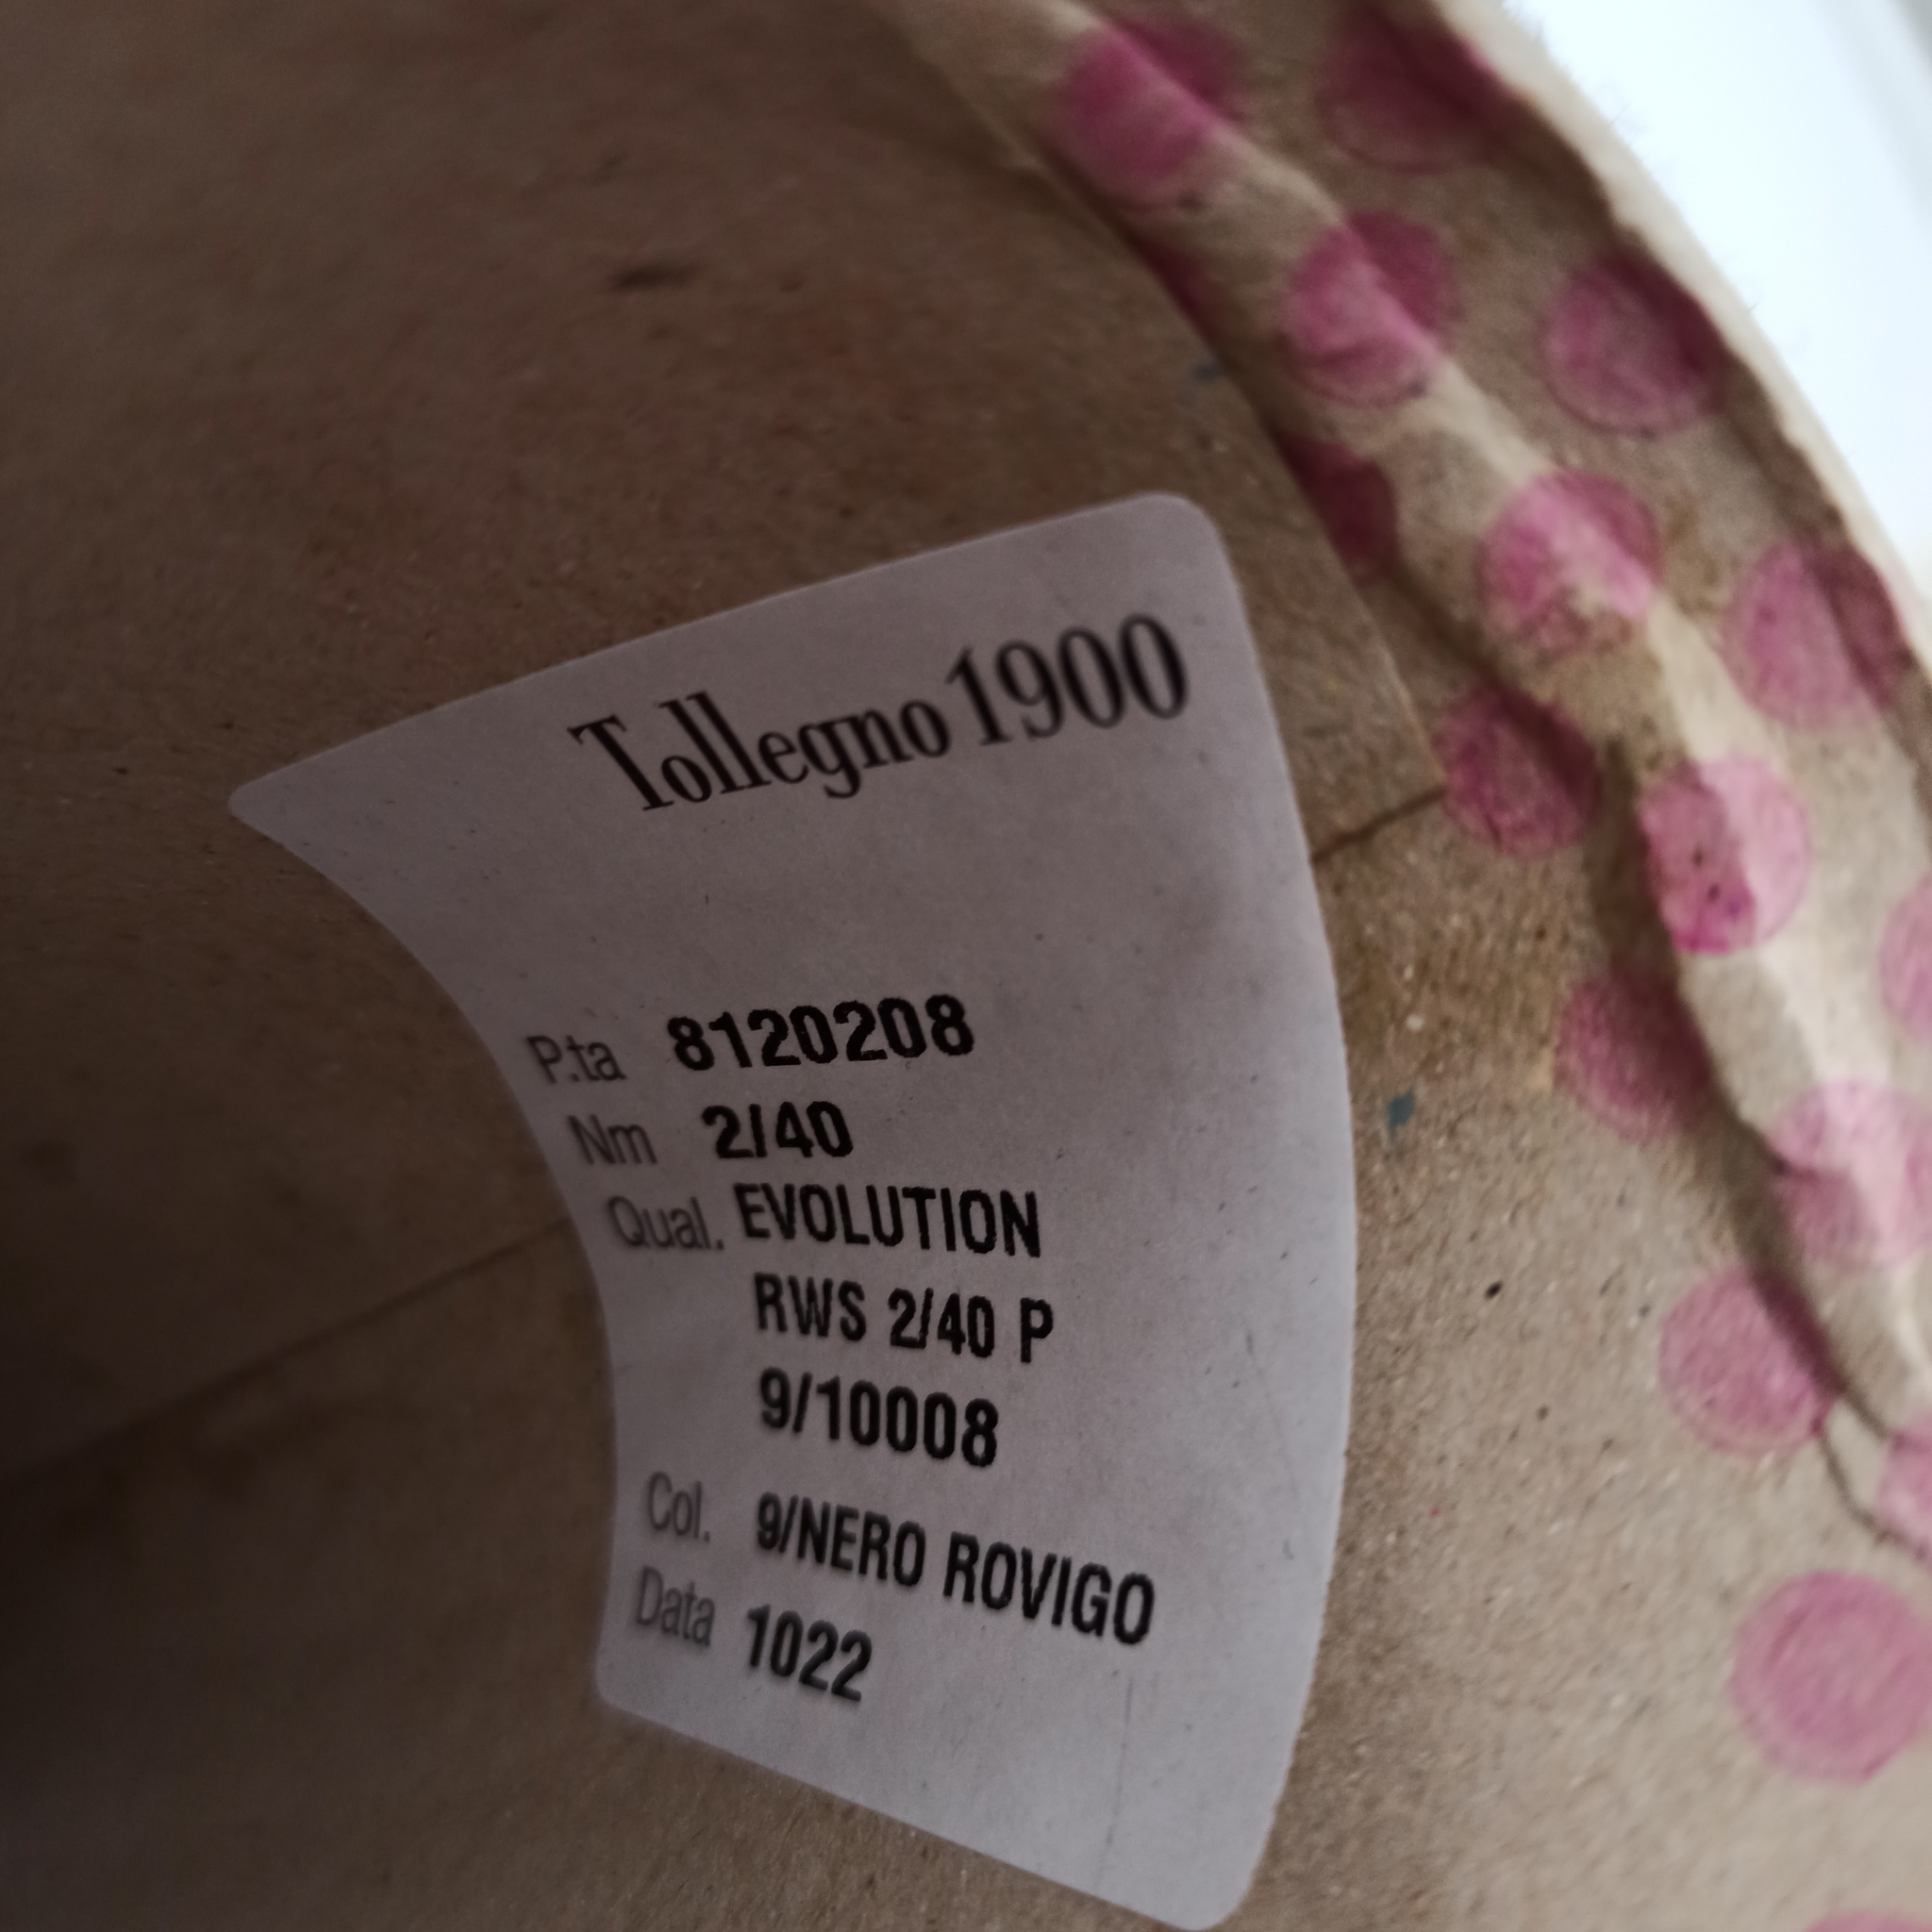 Tollegno 1900
P.ta 8120208
Nm 2/40
Qual. EVOLUTION
RWS 2/40 P
9/10008
Col. 9/NERO ROVIGO
Data 1022